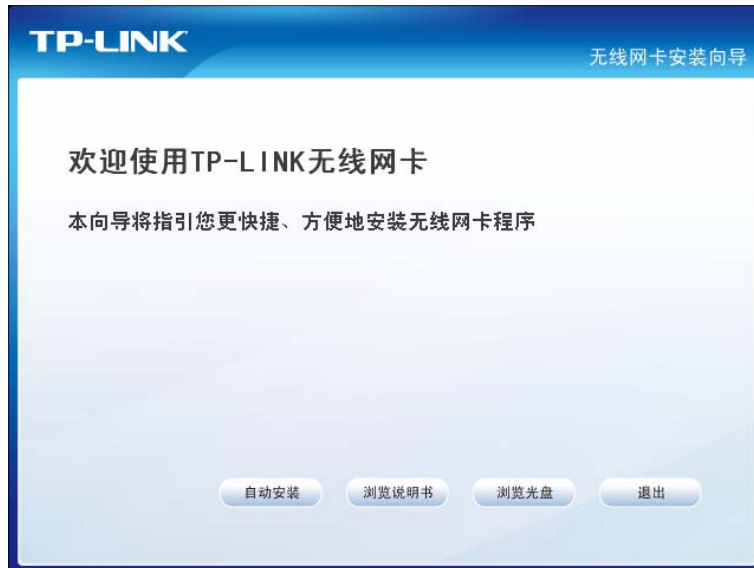 TP-LINK
无线网卡安装向导
欢迎使用TP-LINK无线网卡
本向导将指引您更快捷、方便地安装无线网卡程序
自动安装 浏览说明书 浏览光盘 退出